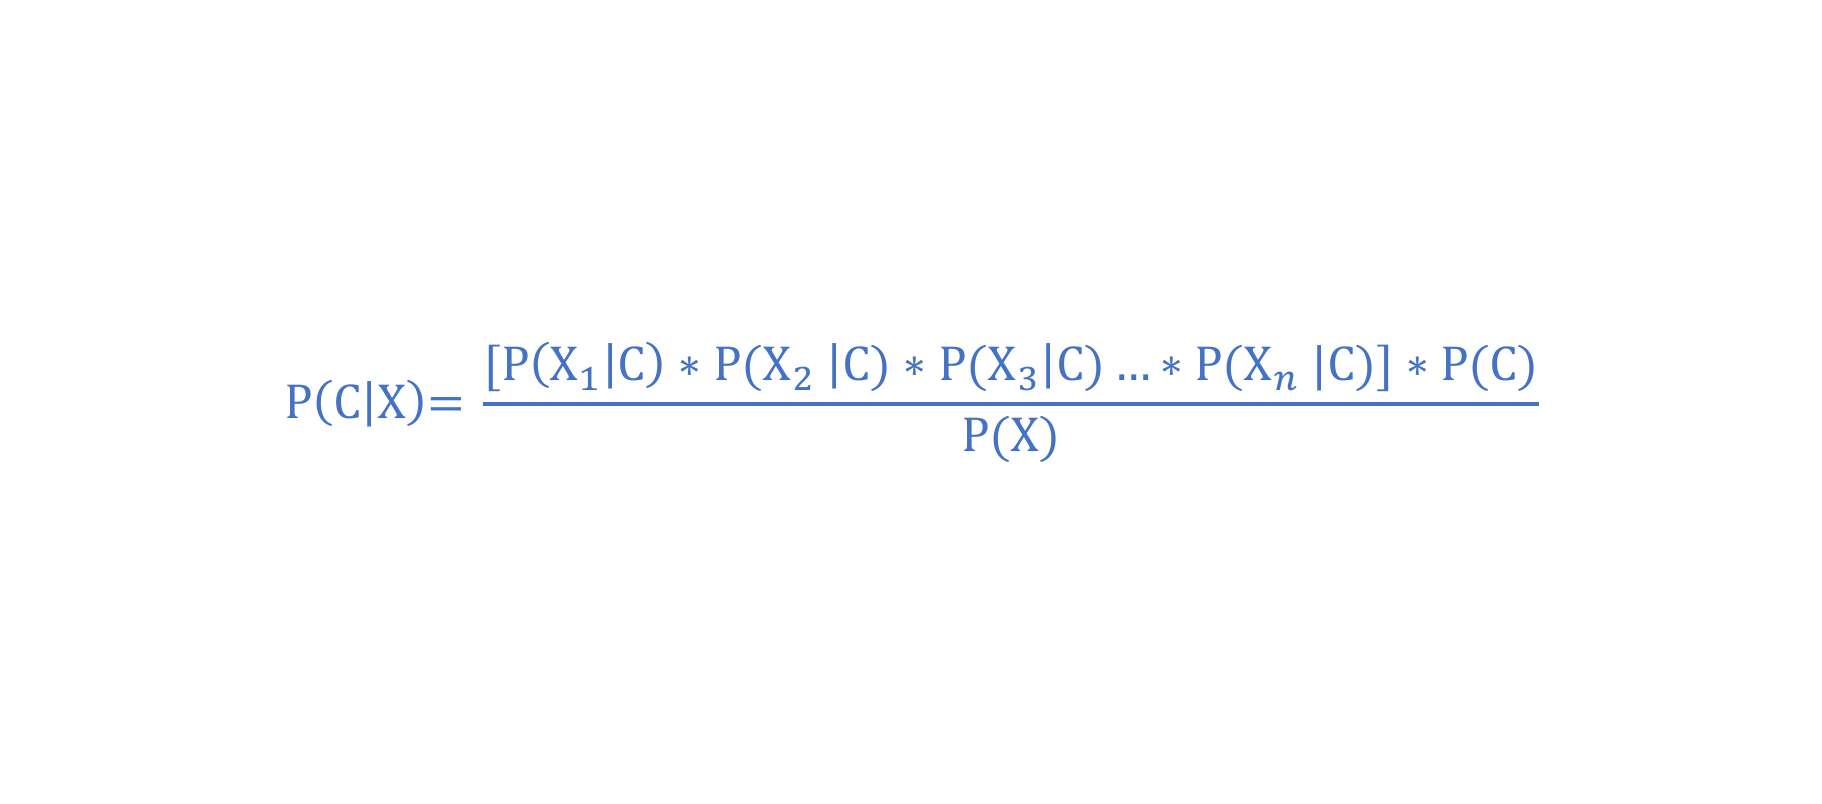 P(C|X)= [P(X₁|C) * P(X₂ |C) * P(X₃|C) ... * P(Xₙ |C)] * P(C)
P(X)